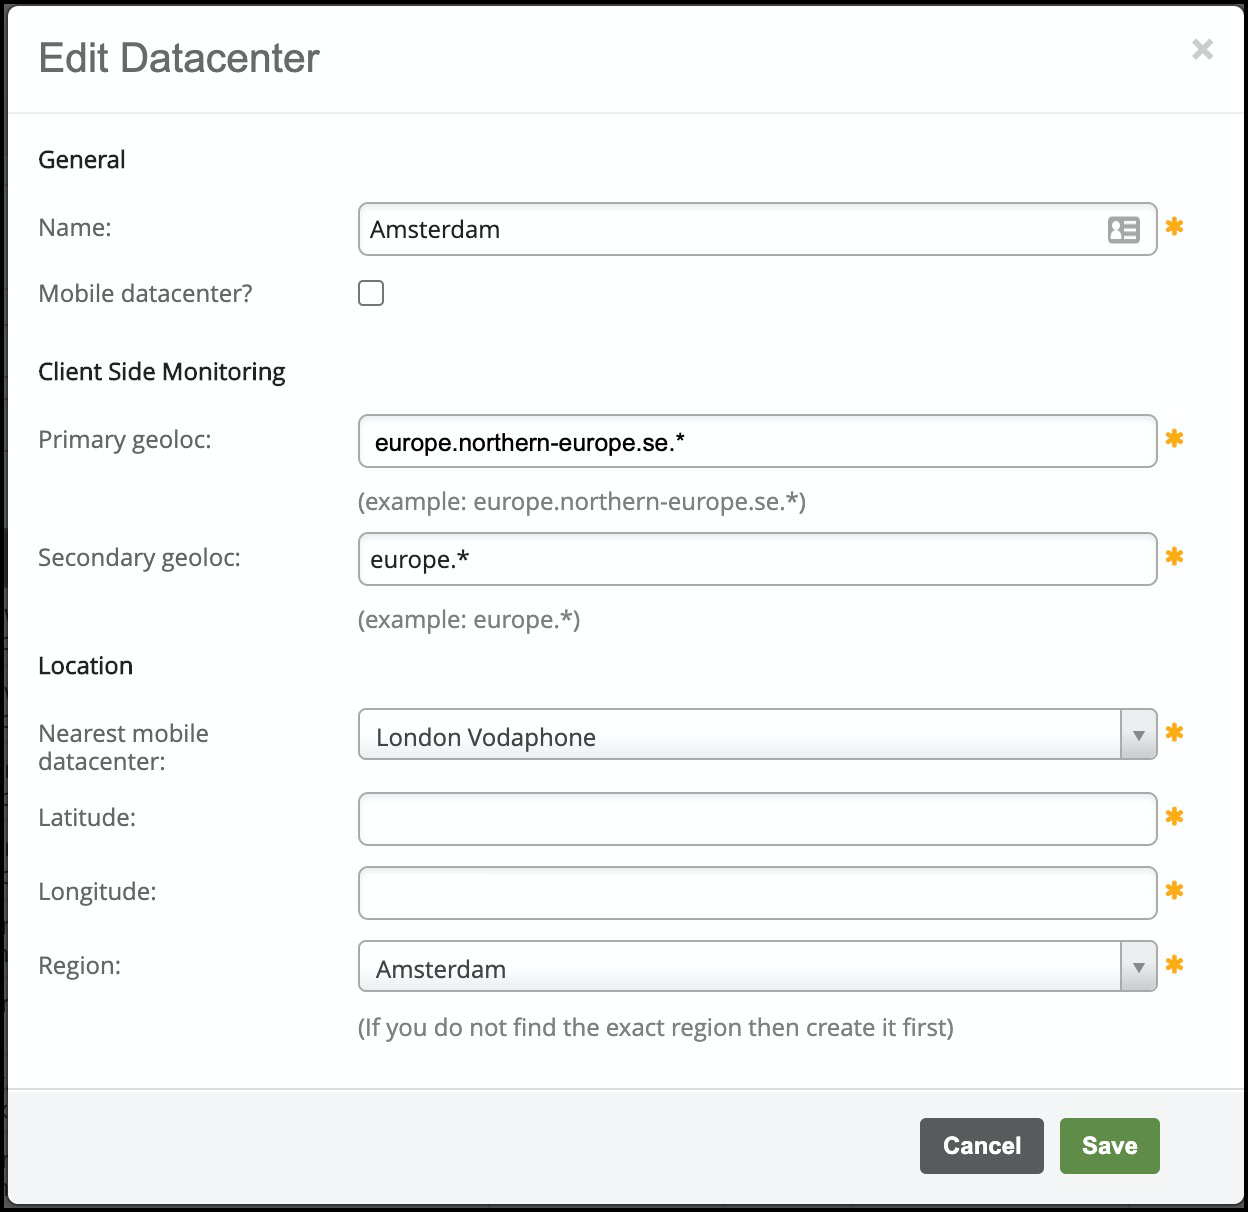 Edit Datacenter
×
General
Name:
Amsterdam
*
Mobile datacenter?
Client Side Monitoring
Primary geoloc:
europe.northern-europe.se.*
*
(example: europe.northern-europe.se.*)
Secondary geoloc:
europe.*
*
(example: europe.*)
Location
Nearest mobile
datacenter:
London Vodaphone
*
Latitude:
*
Longitude:
*
Region:
Amsterdam
*
(If you do not find the exact region then create it first)
Cancel
Save